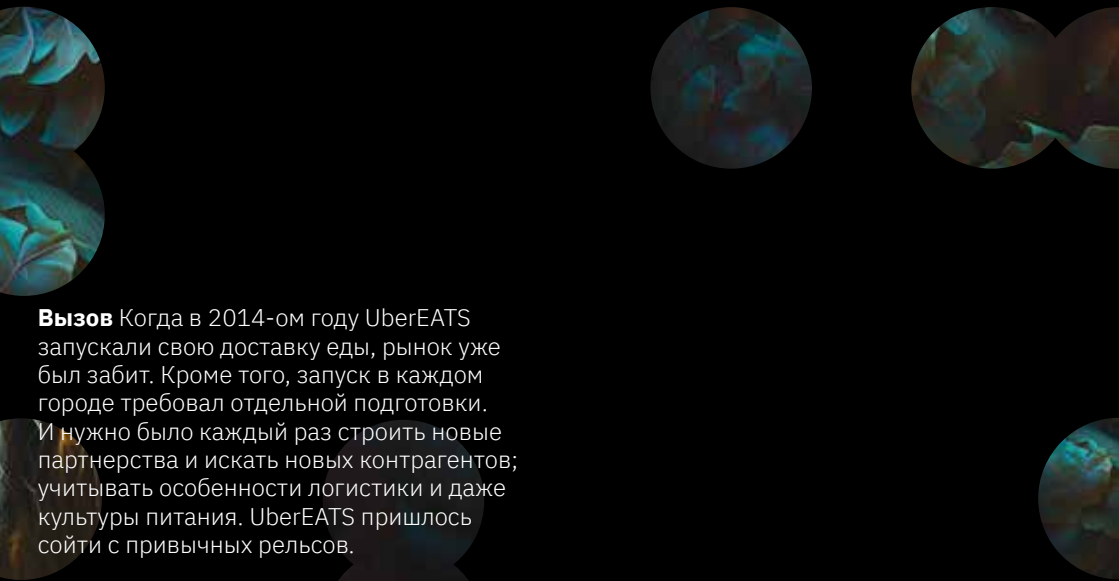 Вызов Когда в 2014-ом году UberEATS
запускали свою доставку еды, рынок уже
был забит. Кроме того, запуск в каждом
городе требовал отдельной подготовки.
И нужно было каждый раз строить новые
партнерства и искать новых контрагентов;
учитывать особенности логистики и даже
культуры питания. UberEATS пришлось
сойти с привычных рельсов.